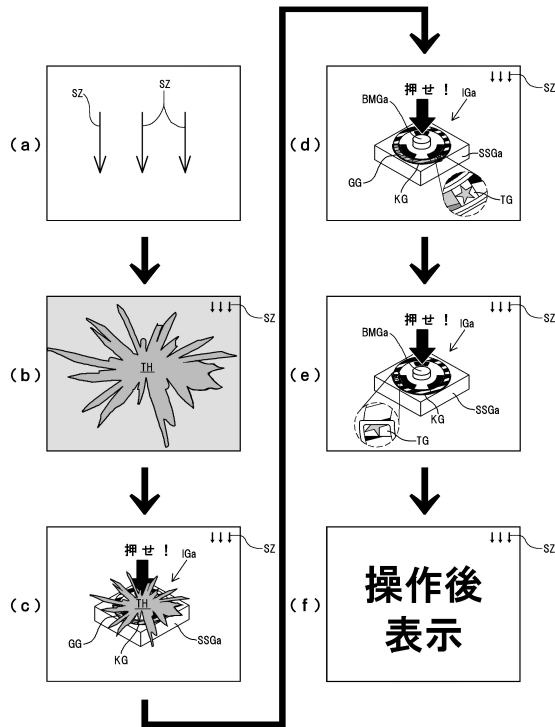 (a)
SZ
SZ
(b)
SZ
TH
(c)
SZ
押せ！
IGa
TH
GG
KG
SSGa
(d)
SZ
押せ！
BMGa
IGa
SSGa
GG
KG
TG
(e)
SZ
押せ！
BMGa
IGa
SSGa
KG
TG
(f)
SZ
操作後
表示